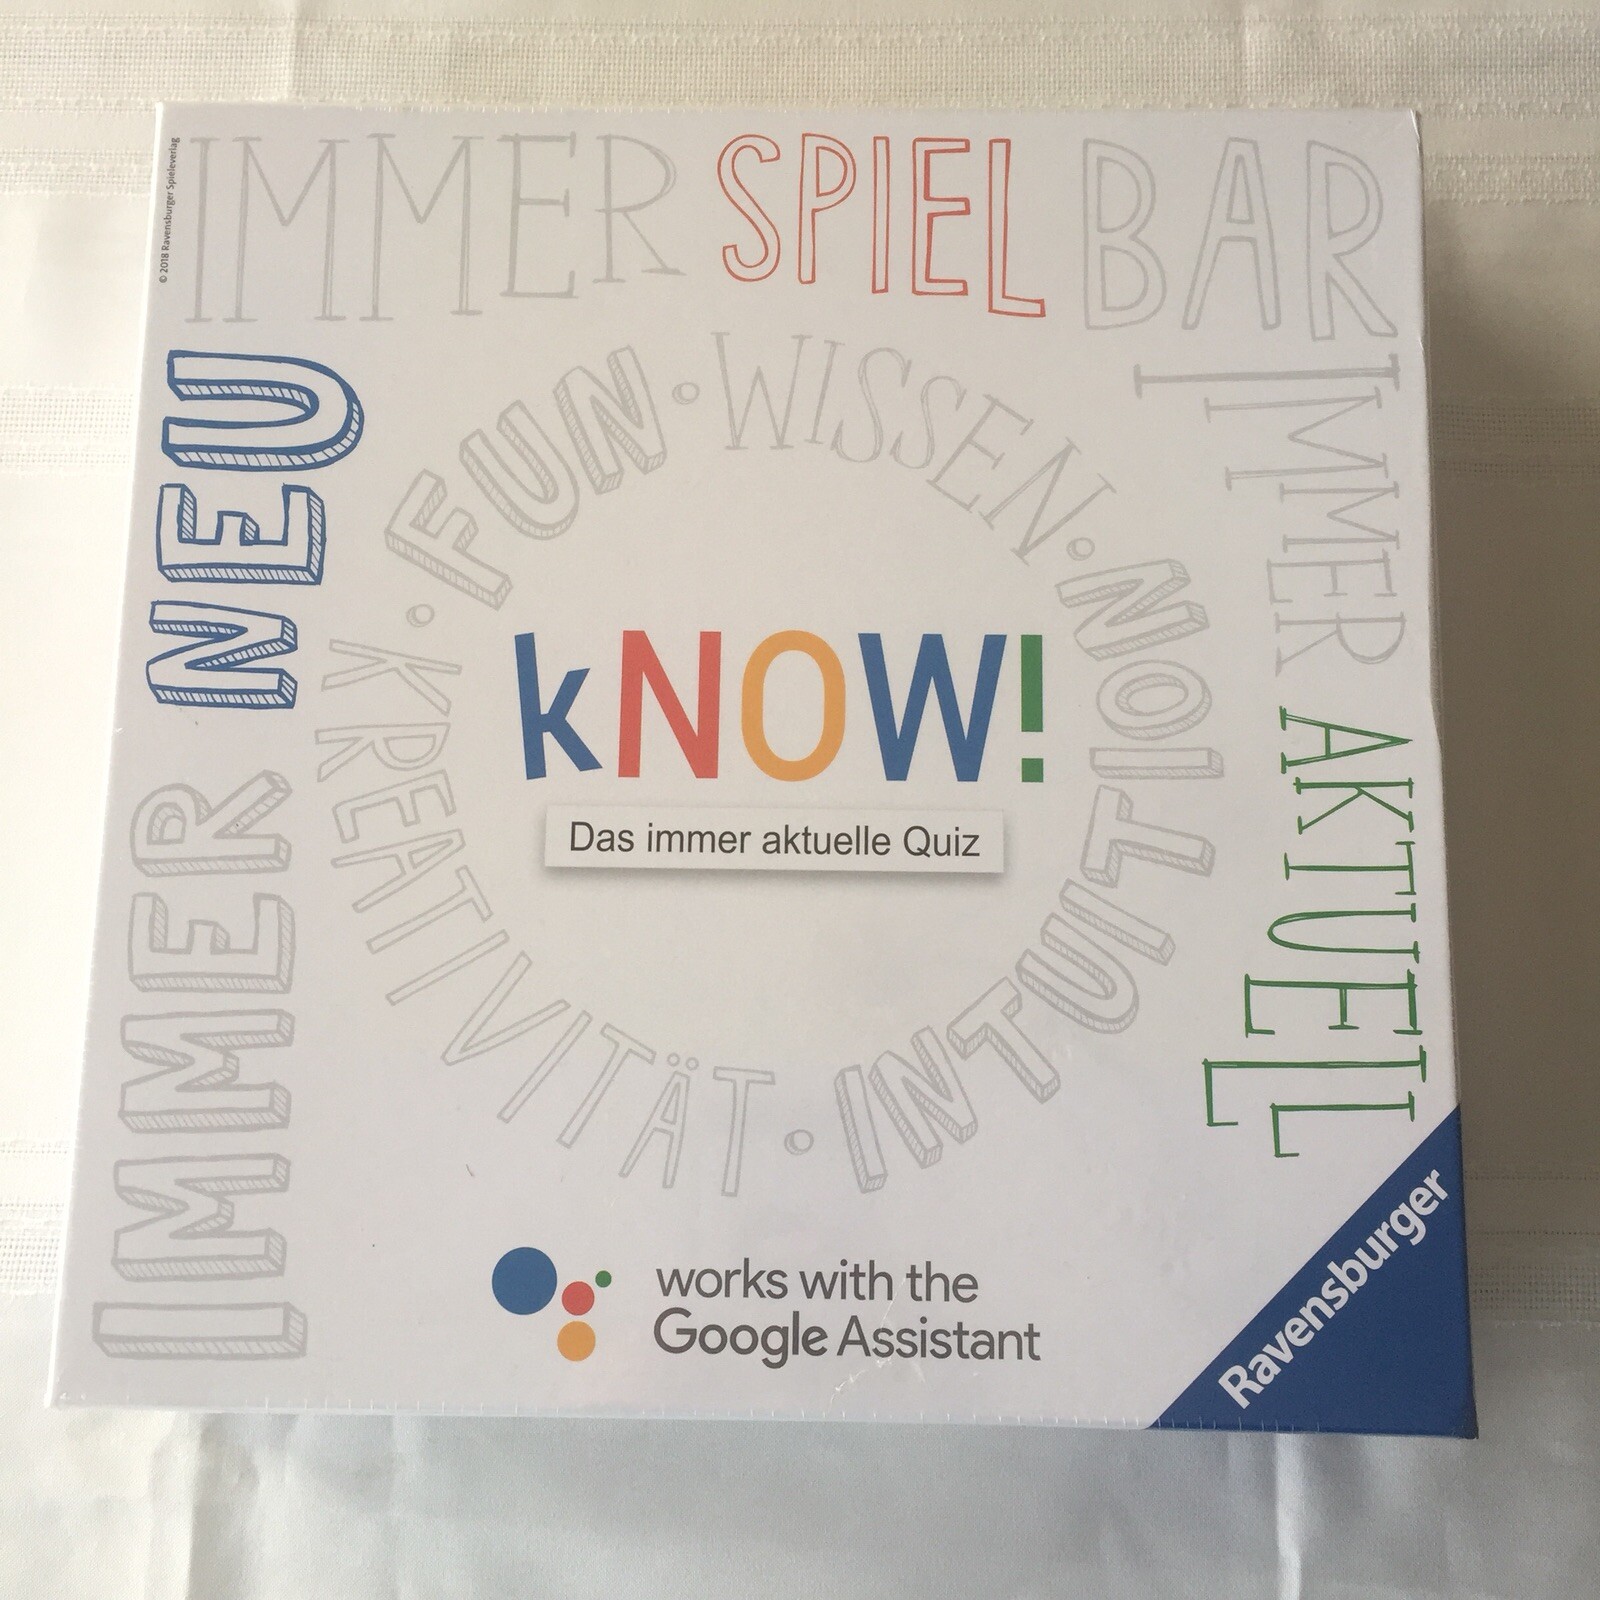 © 2018 Ravensburger Spieleverlag
IMMER SPIEL BAR
IMMER NEU
IMMER AKTUELL
FUN • WISSEN • INTUITION • KREATIVITÄT •
kNOW!
Das immer aktuelle Quiz
works with the
Google Assistant
Ravensburger